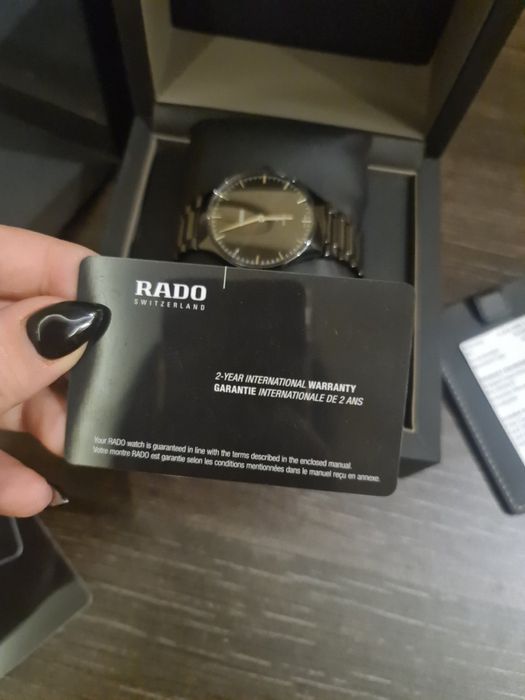 RADO
SWITZERLAND
2-YEAR INTERNATIONAL WARRANTY
GARANTIE INTERNATIONALE DE 2 ANS
Your RADO watch is guaranteed in line with the terms described in the enclosed manual.
Votre montre RADO est garantie selon les conditions mentionnées dans le manuel reçu en annexe.